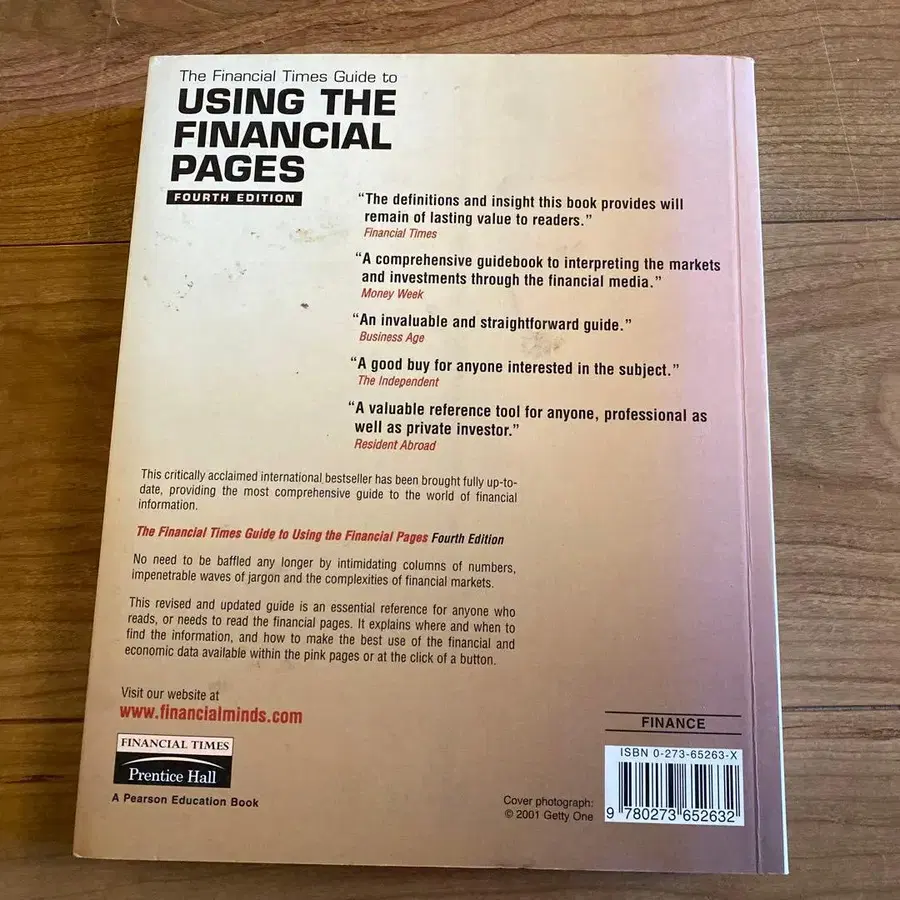 The Financial Times Guide to
USING THE
FINANCIAL
PAGES
FOURTH EDITION
“The definitions and insight this book provides will
remain of lasting value to readers.”
Financial Times
“A comprehensive guidebook to interpreting the markets
and investments through the financial media.”
Money Week
“An invaluable and straightforward guide.”
Business Age
“A good buy for anyone interested in the subject.”
The Independent
“A valuable reference tool for anyone, professional as
well as private investor.”
Resident Abroad
This critically acclaimed international bestseller has been brought fully up-to-
date, providing the most comprehensive guide to the world of financial
information.
The Financial Times Guide to Using the Financial Pages Fourth Edition
No need to be baffled any longer by intimidating columns of numbers,
impenetrable waves of jargon and the complexities of financial markets.
This revised and updated guide is an essential reference for anyone who
reads, or needs to read the financial pages. It explains where and when to
find the information, and how to make the best use of the financial and
economic data available within the pink pages or at the click of a button.
Visit our website at
www.financialminds.com
FINANCIAL TIMES
Prentice Hall
A Pearson Education Book
Cover photograph:
© 2001 Getty One
FINANCE
ISBN 0-273-65263-X
9 780273 652632